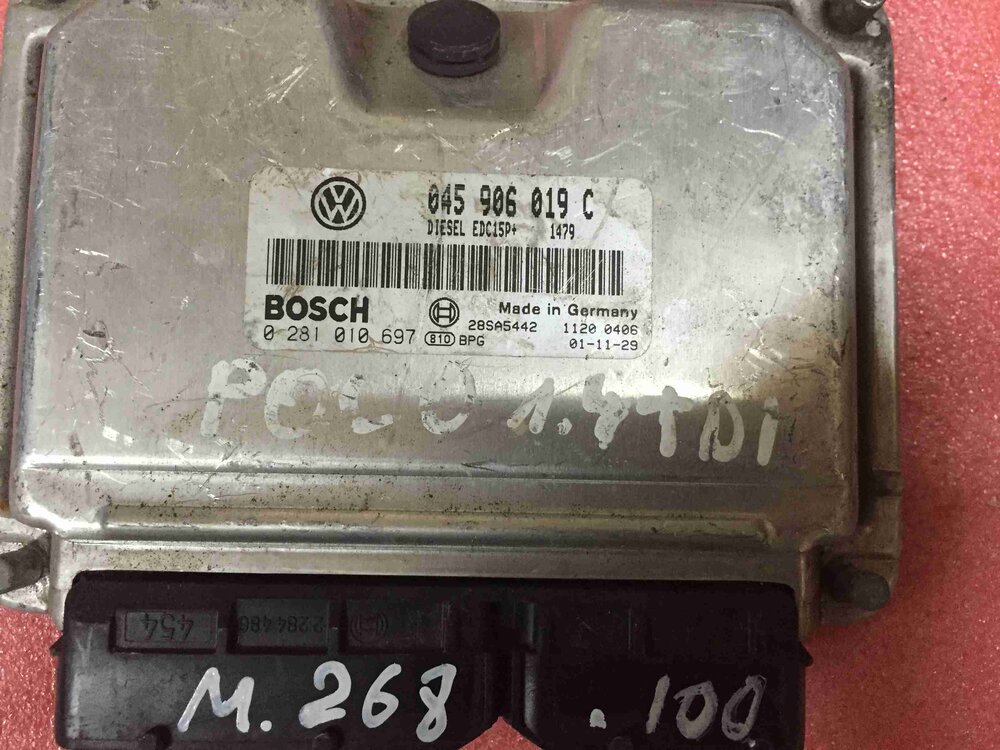 045 906 019 C
DIESEL EDC15P+ 1479
BOSCH
Made in Germany
0 281 010 697
28SA5442 1120 0406
810 BPG 01-11-29
POLO 1.4TDi
454
2284486
M.268 .100